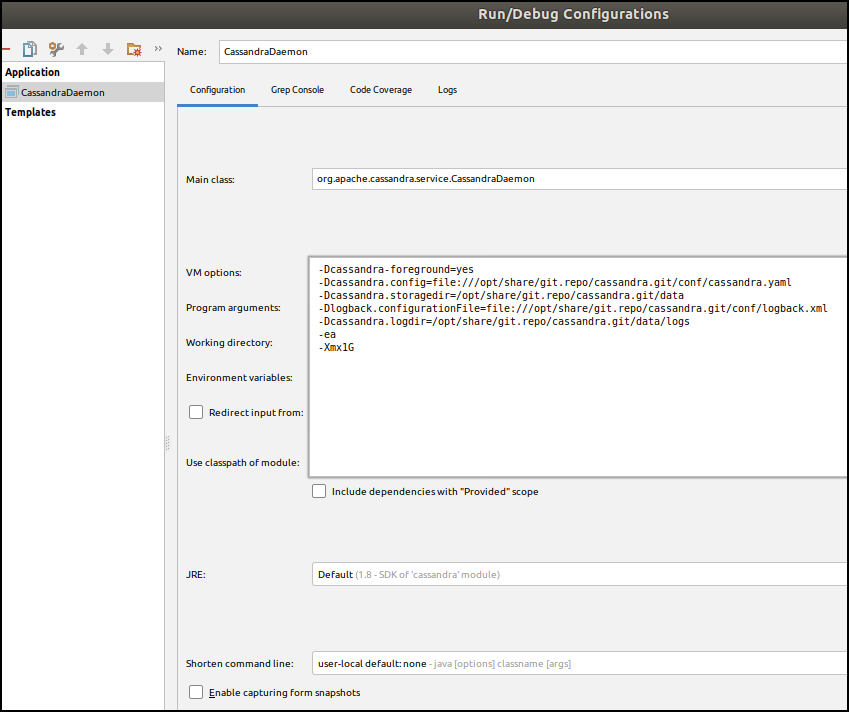 Run/Debug Configurations
Name: CassandraDaemon
Application
CassandraDaemon
Templates
Configuration Grep Console Code Coverage Logs
Main class: org.apache.cassandra.service.CassandraDaemon
VM options:
-Dcassandra-foreground=yes
-Dcassandra.config=file:///opt/share/git.repo/cassandra.git/conf/cassandra.yaml
-Dcassandra.storagedir=/opt/share/git.repo/cassandra.git/data
-Dlogback.configurationFile=file:///opt/share/git.repo/cassandra.git/conf/logback.xml
-Dcassandra.logdir=/opt/share/git.repo/cassandra.git/data/logs
-ea
-Xmx1G
Program arguments:
Working directory:
Environment variables:
Redirect input from:
Use classpath of module:
Include dependencies with "Provided" scope
JRE: Default (1.8 - SDK of 'cassandra' module)
Shorten command line: user-local default: none - java [options] classname [args]
Enable capturing form snapshots